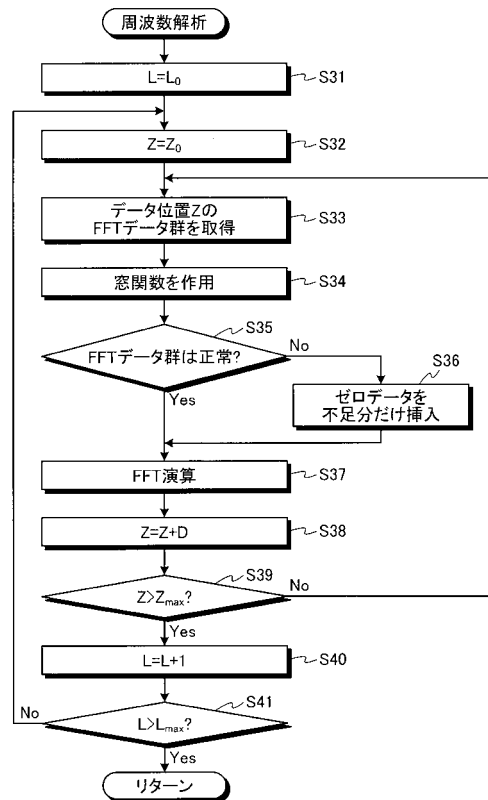 周波数解析
L=L₀
S31
Z=Z₀
S32
データ位置Zの
FFTデータ群を取得
S33
窓関数を作用
S34
S35
FFTデータ群は正常?
No
Yes
S36
ゼロデータを
不足分だけ挿入
FFT演算
S37
Z=Z+D
S38
S39
Z>Zmax?
No
Yes
L=L+1
S40
S41
No
L>Lmax?
Yes
リターン